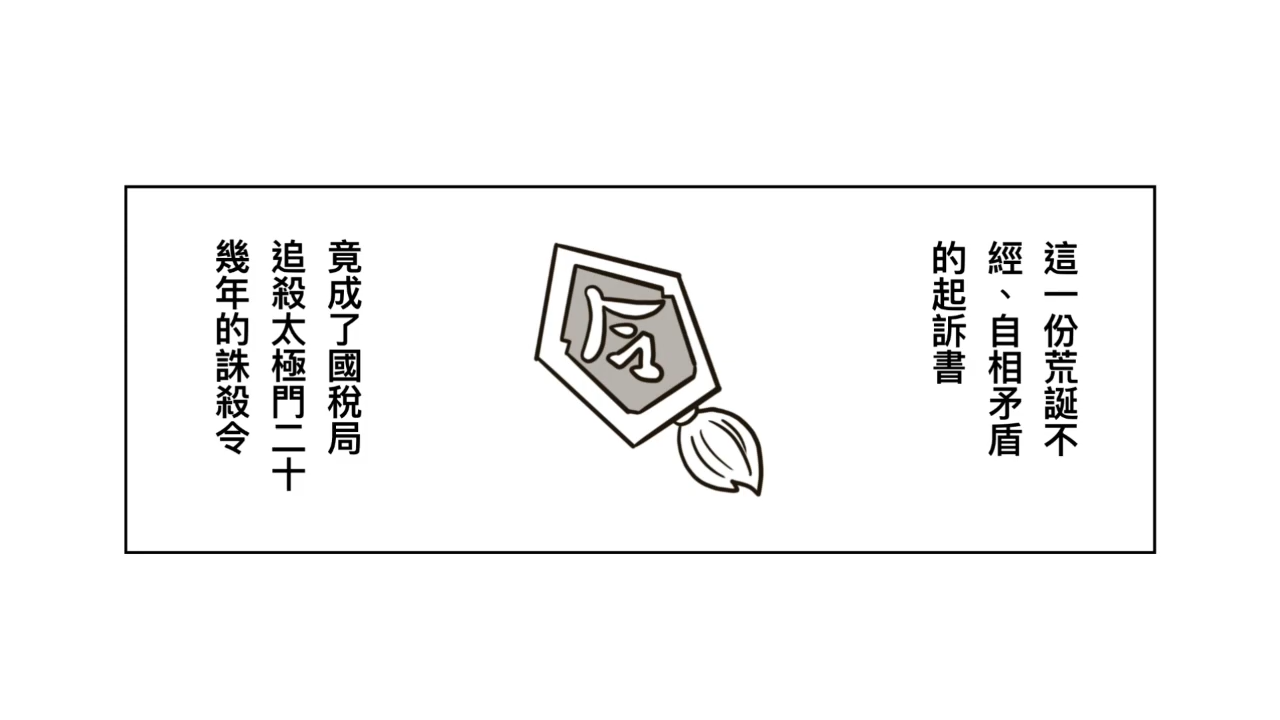 這一份荒誕不
經、自相矛盾
的起訴書
令
竟成了國稅局
追殺太極門二十
幾年的誅殺令